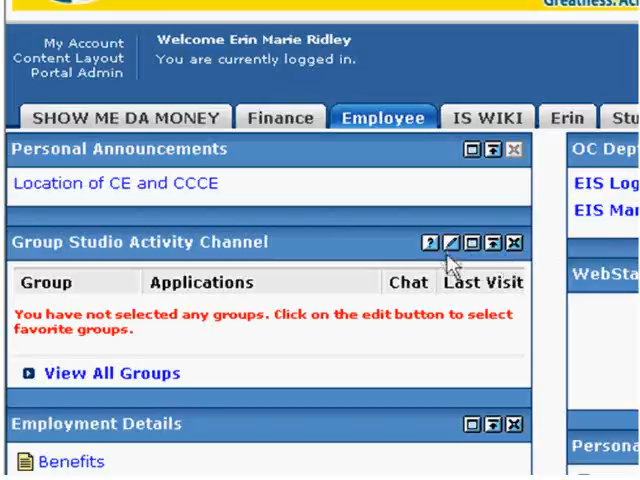 Greatness. Ac
My Account
Content Layout
Portal Admin
Welcome Erin Marie Ridley
You are currently logged in.
SHOW ME DA MONEY
Finance
Employee
IS WIKI
Erin
Stu
Personal Announcements
OC Dep
Location of CE and CCCE
EIS Log
EIS Ma
Group Studio Activity Channel
?
Group Applications Chat Last Visit
WebSta
You have not selected any groups. Click on the edit button to select
favorite groups.
View All Groups
Employment Details
Persona
Benefits